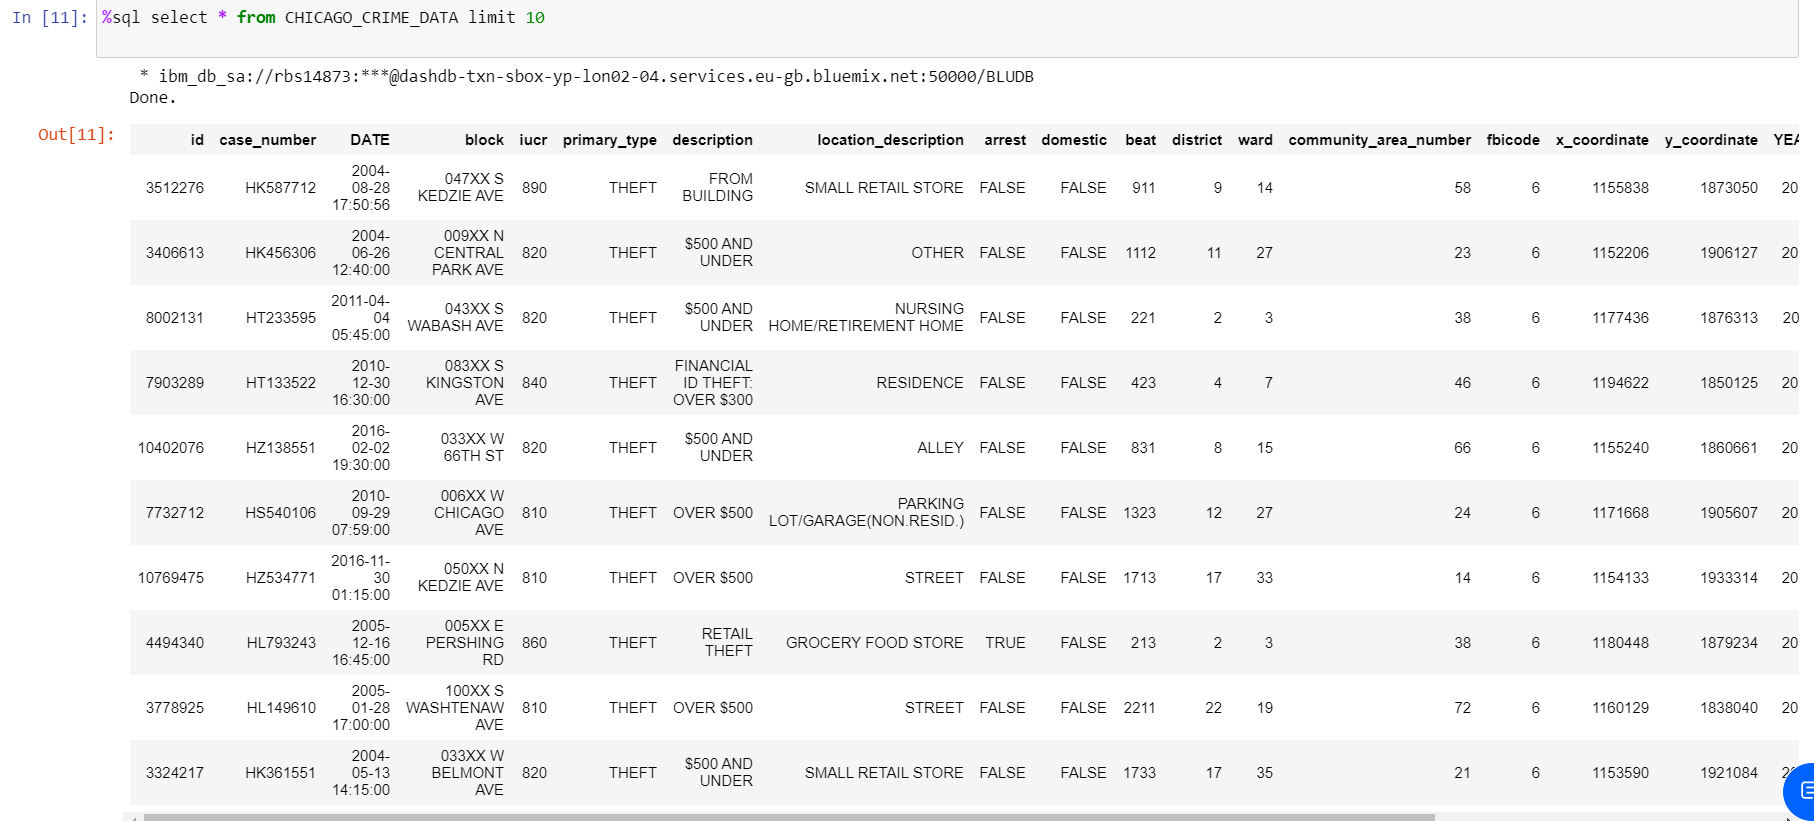 In [11]: %sql select * from CHICAGO_CRIME_DATA limit 10
* ibm_db_sa://rbs14873:***@dashdb-txn-sbox-yp-lon02-04.services.eu-gb.bluemix.net:50000/BLUDB
Done.
Out[11]:
id case_number DATE block iucr primary_type description location_description arrest domestic beat district ward community_area_number fbicode x_coordinate y_coordinate YEA
3512276 HK587712 2004-08-28 17:50:56 047XX S KEDZIE AVE 890 THEFT FROM BUILDING SMALL RETAIL STORE FALSE FALSE 911 9 14 58 6 1155838 1873050 20
3406613 HK456306 2004-06-26 12:40:00 009XX N CENTRAL PARK AVE 820 THEFT $500 AND UNDER OTHER FALSE FALSE 1112 11 27 23 6 1152206 1906127 20
8002131 HT233595 2011-04-04 05:45:00 043XX S WABASH AVE 820 THEFT $500 AND UNDER NURSING HOME/RETIREMENT HOME FALSE FALSE 221 2 3 38 6 1177436 1876313 20
7903289 HT133522 2010-12-30 16:30:00 083XX S KINGSTON AVE 840 THEFT FINANCIAL ID THEFT: OVER $300 RESIDENCE FALSE FALSE 423 4 7 46 6 1194622 1850125 20
10402076 HZ138551 2016-02-02 19:30:00 033XX W 66TH ST 820 THEFT $500 AND UNDER ALLEY FALSE FALSE 831 8 15 66 6 1155240 1860661 20
7732712 HS540106 2010-09-29 07:59:00 006XX W CHICAGO AVE 810 THEFT OVER $500 PARKING LOT/GARAGE(NON.RESID.) FALSE FALSE 1323 12 27 24 6 1171668 1905607 20
10769475 HZ534771 2016-11-30 01:15:00 050XX N KEDZIE AVE 810 THEFT OVER $500 STREET FALSE FALSE 1713 17 33 14 6 1154133 1933314 20
4494340 HL793243 2005-12-16 16:45:00 005XX E PERSHING RD 860 THEFT RETAIL THEFT GROCERY FOOD STORE TRUE FALSE 213 2 3 38 6 1180448 1879234 20
3778925 HL149610 2005-01-28 17:00:00 100XX S WASHTENAW AVE 810 THEFT OVER $500 STREET FALSE FALSE 2211 22 19 72 6 1160129 1838040 20
3324217 HK361551 2004-05-13 14:15:00 033XX W BELMONT AVE 820 THEFT $500 AND UNDER SMALL RETAIL STORE FALSE FALSE 1733 17 35 21 6 1153590 1921084